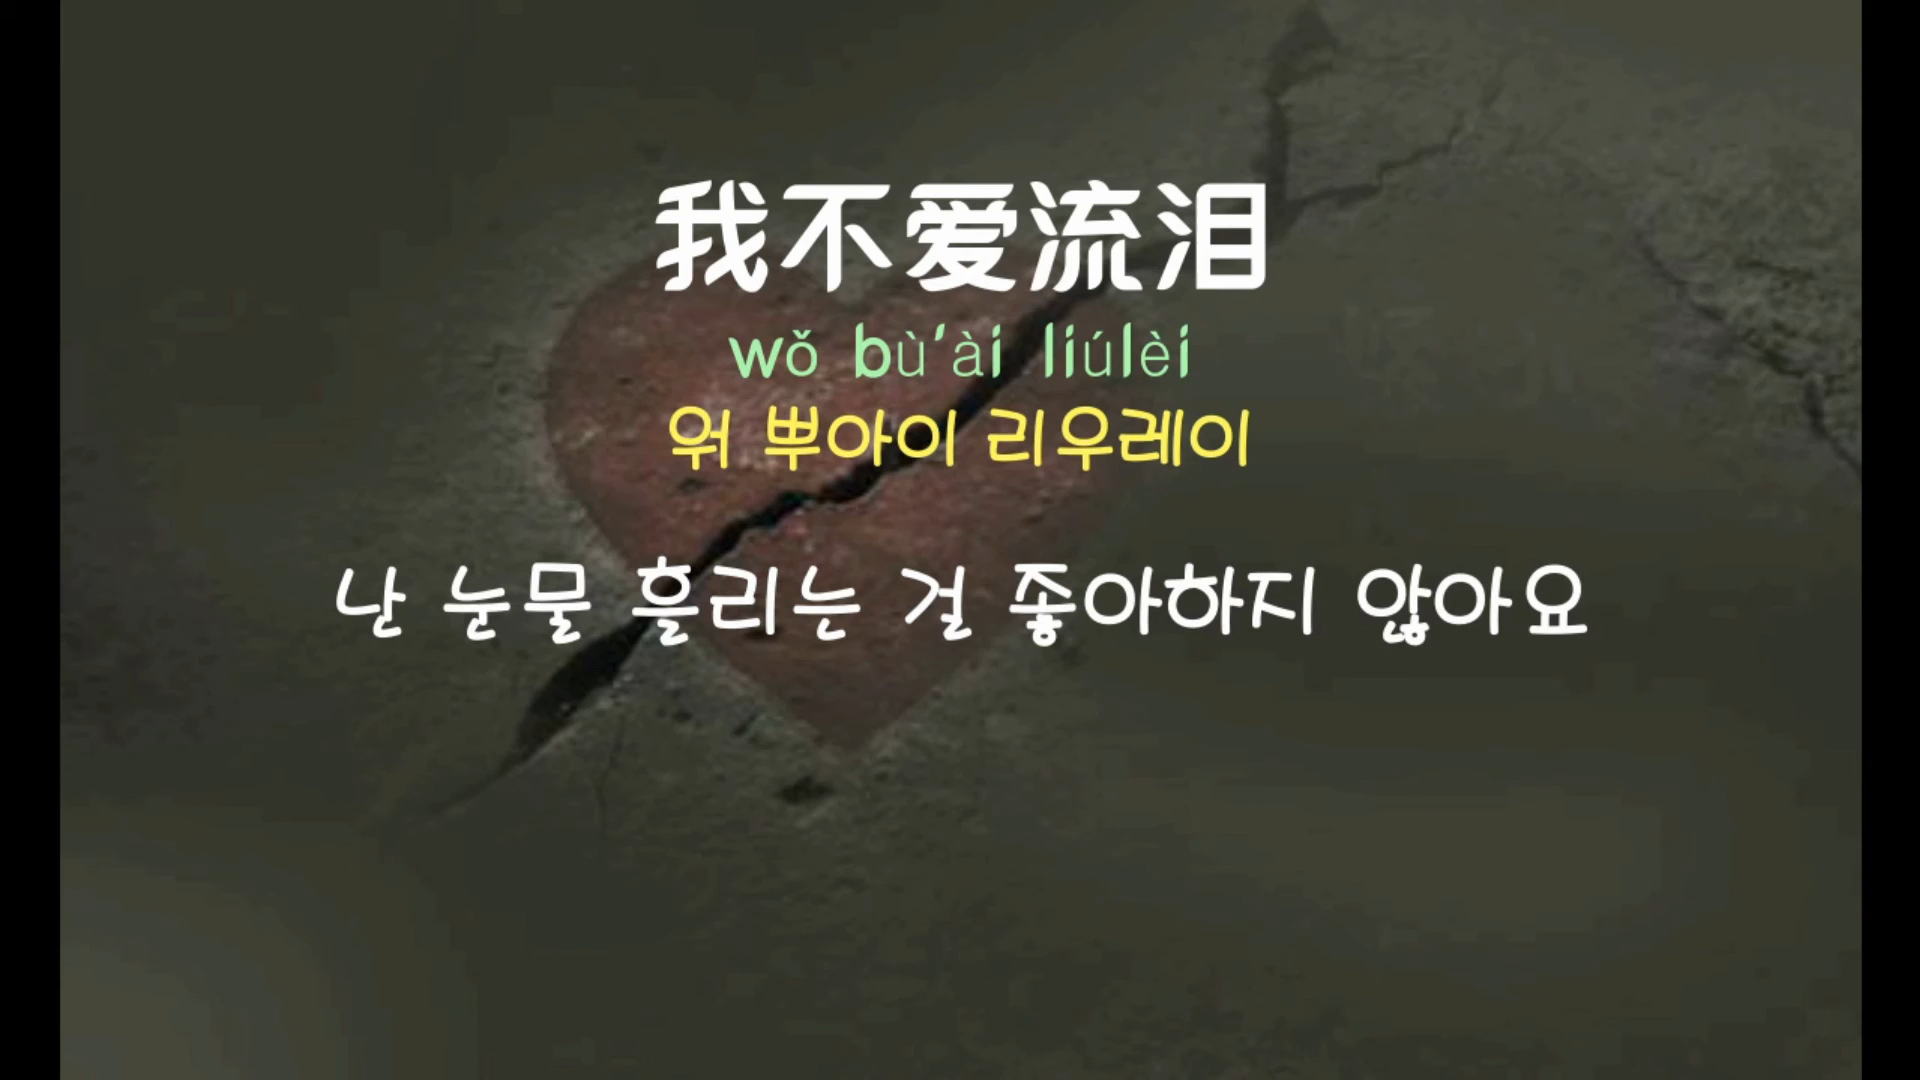 我不爱流泪
wǒ bù'ài liúlèi
워 뿌아이 리우레이
난 눈물 흘리는 걸 좋아하지 않아요